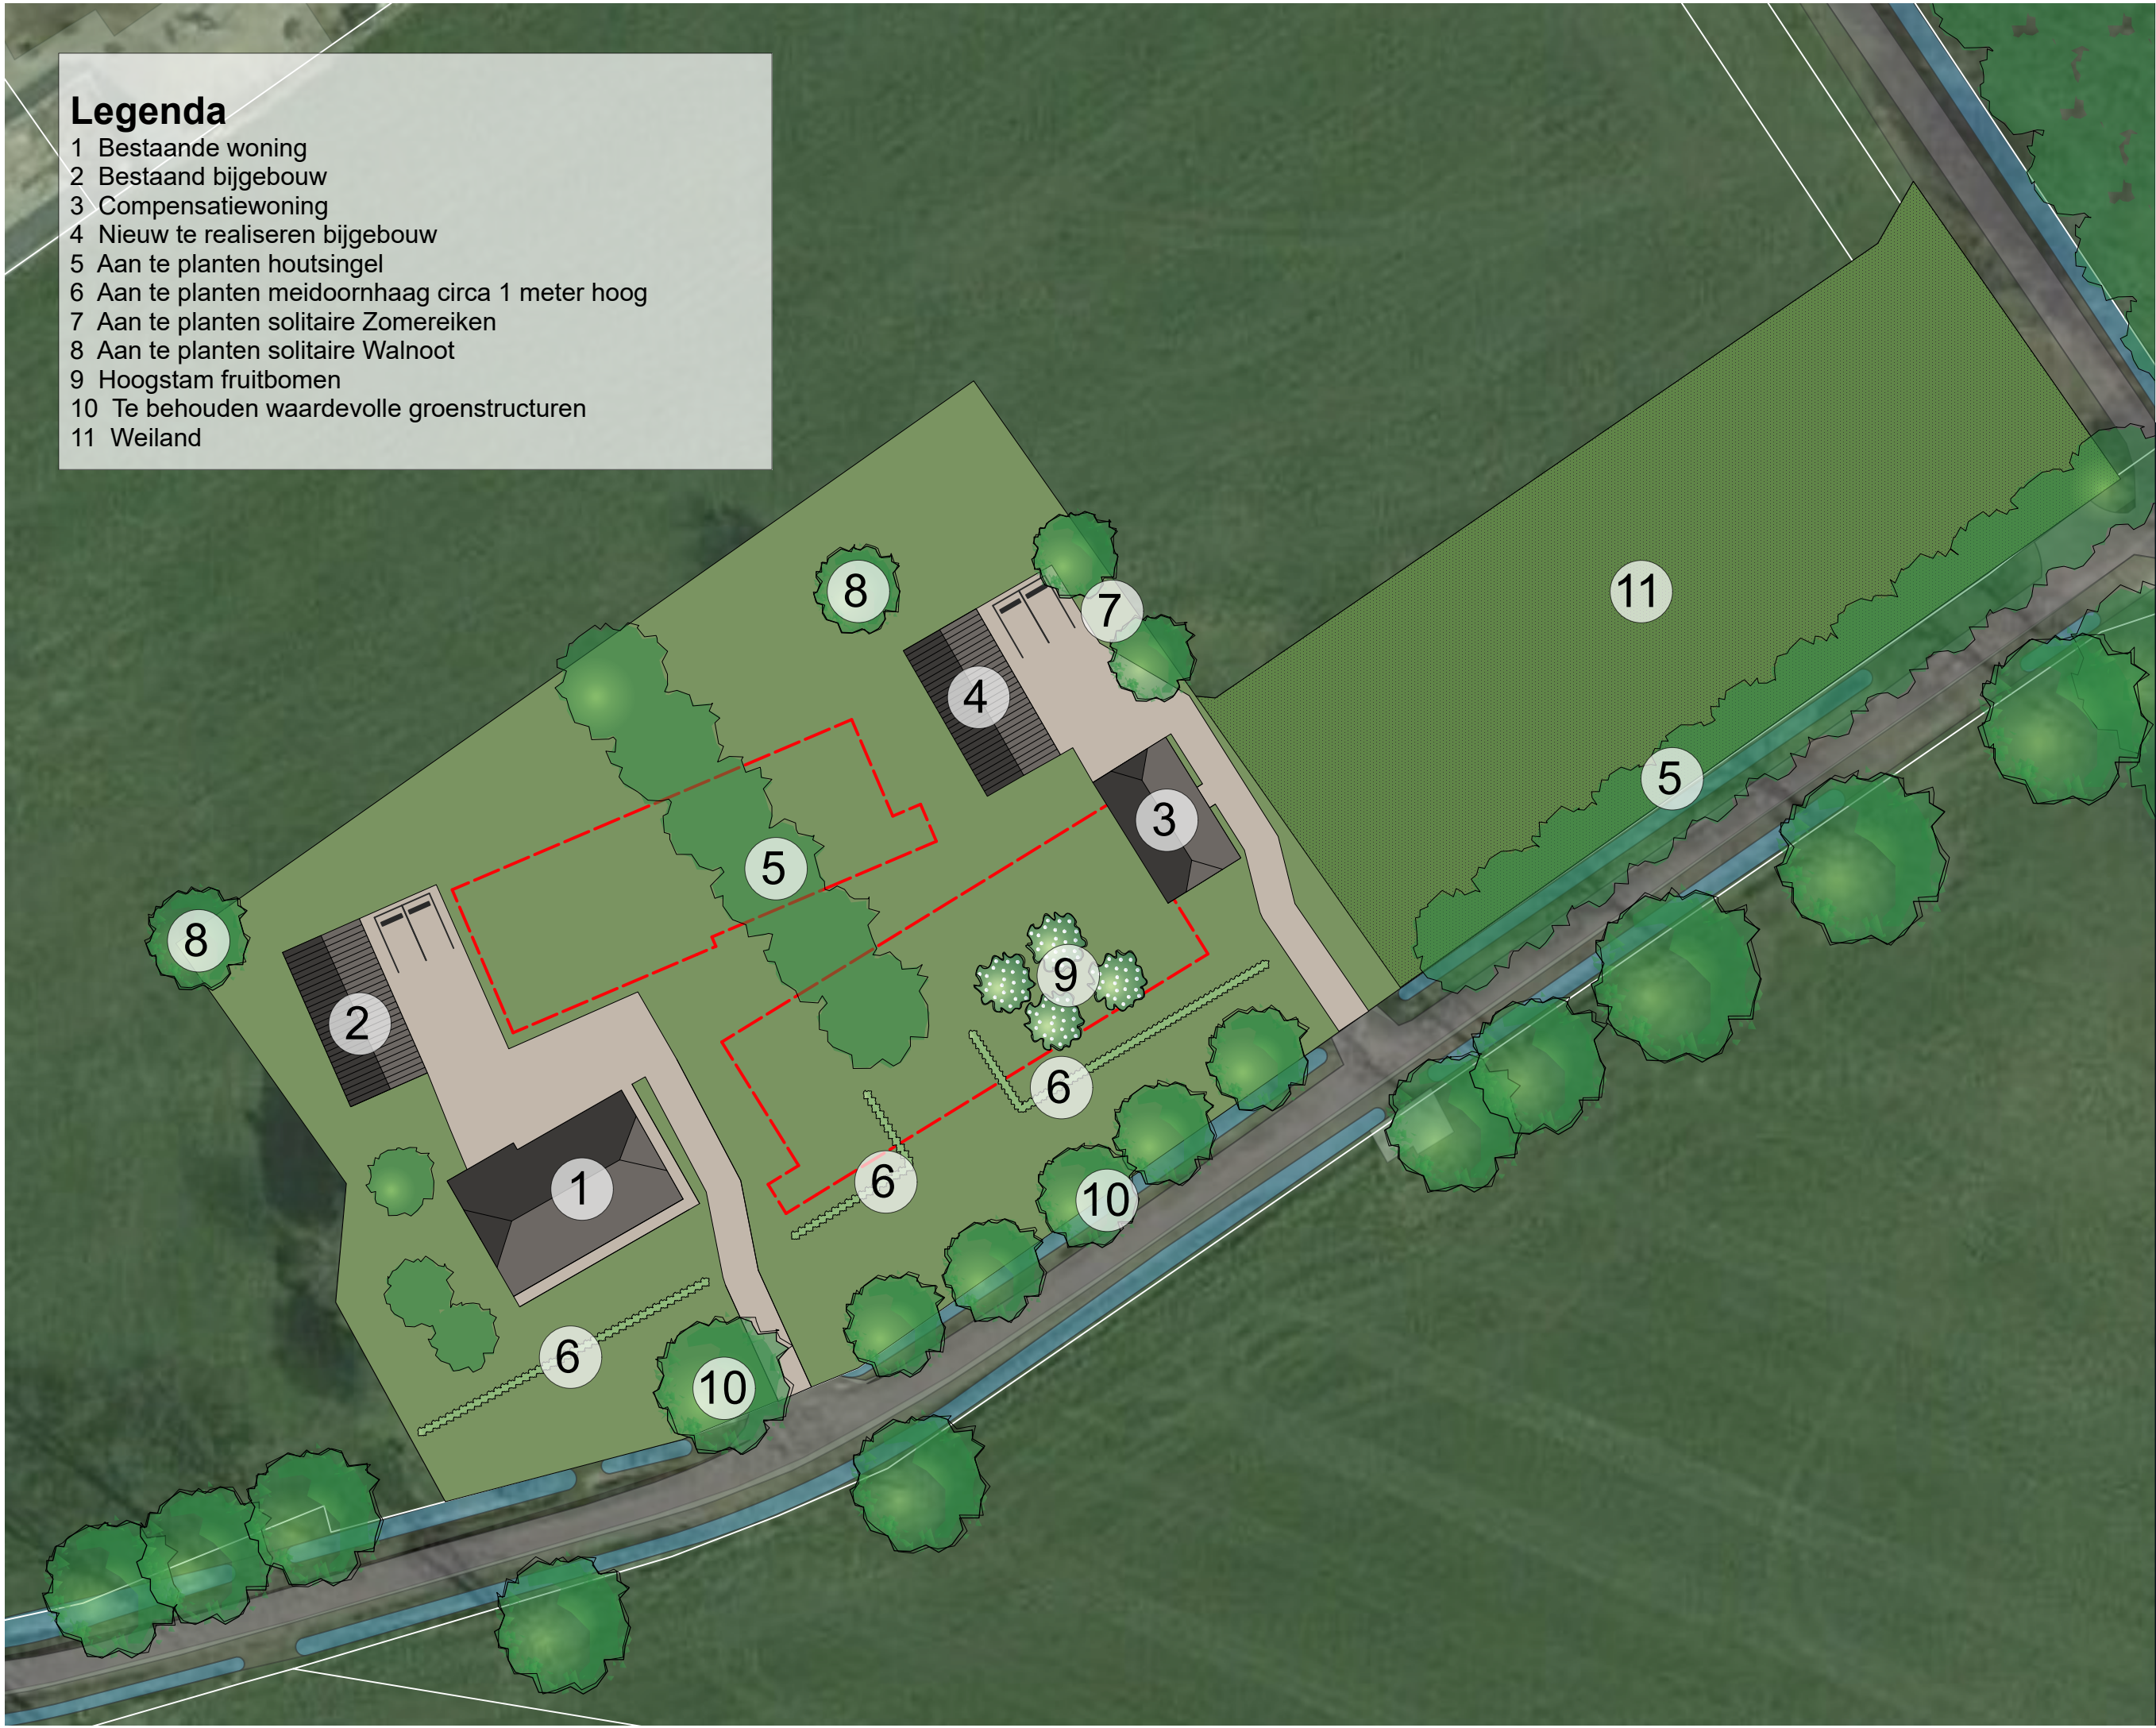 Legenda
1 Bestaande woning
2 Bestaand bijgebouw
3 Compensatiewoning
4 Nieuw te realiseren bijgebouw
5 Aan te planten houtsingel
6 Aan te planten meidoornhaag circa 1 meter hoog
7 Aan te planten solitaire Zomereiken
8 Aan te planten solitaire Walnoot
9 Hoogstam fruitbomen
10 Te behouden waardevolle groenstructuren
11 Weiland
8
7
11
4
5
3
5
8
9
2
6
6
1
10
6
10